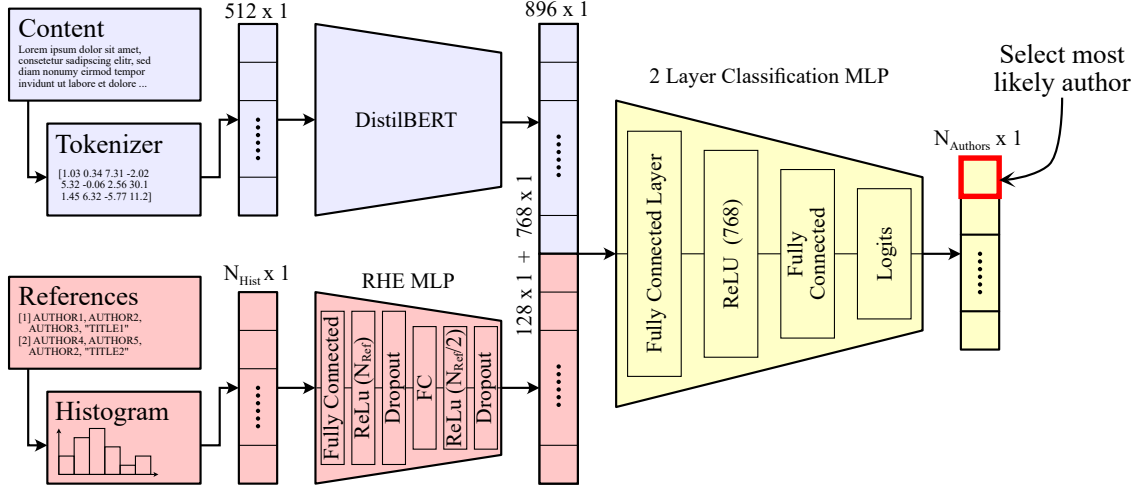 Content
Lorem ipsum dolor sit amet,
consetetur sadipscing elitr, sed
diam nonumy eirmod tempor
invidunt ut labore et dolore ...
Tokenizer
[1.03 0.34 7.31 -2.02
5.32 -0.06 2.56 30.1
1.45 6.32 -5.77 11.2]
512 x 1
DistilBERT
896 x 1
128 x 1 + 768 x 1
References
[1] AUTHOR1, AUTHOR2,
AUTHOR3, "TITLE1"
[2] AUTHOR4, AUTHOR5,
AUTHOR2, "TITLE2"
Histogram
N_Hist x 1
RHE MLP
Fully Connected
ReLu (N_Ref)
Dropout
FC
ReLu (N_Ref/2)
Dropout
2 Layer Classification MLP
Fully Connected Layer
ReLU (768)
Fully
Connected
Logits
N_Authors x 1
Select most
likely author